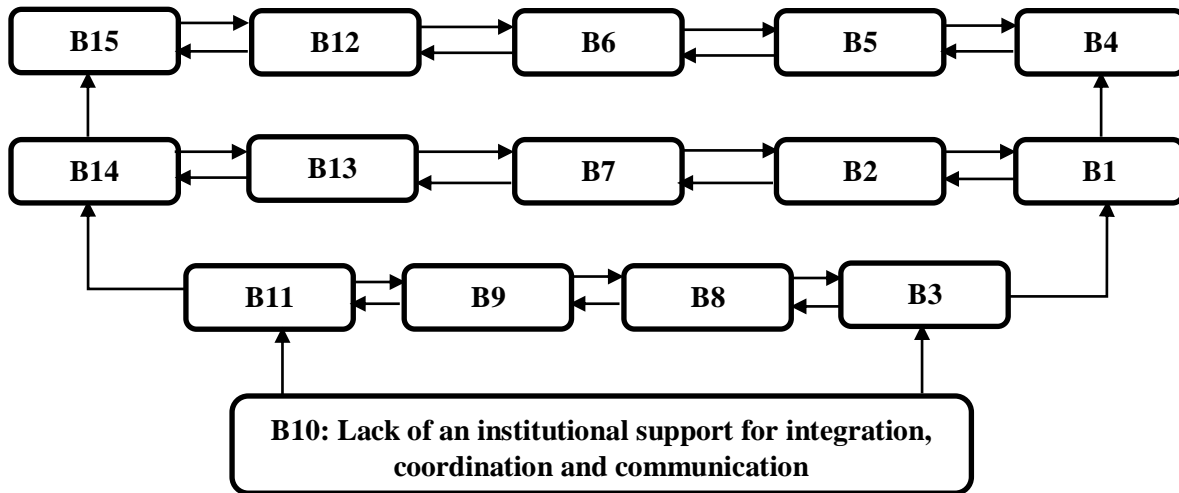 B15 B12 B6 B5 B4
B14 B13 B7 B2 B1
B11 B9 B8 B3
B10: Lack of an institutional support for integration,
coordination and communication